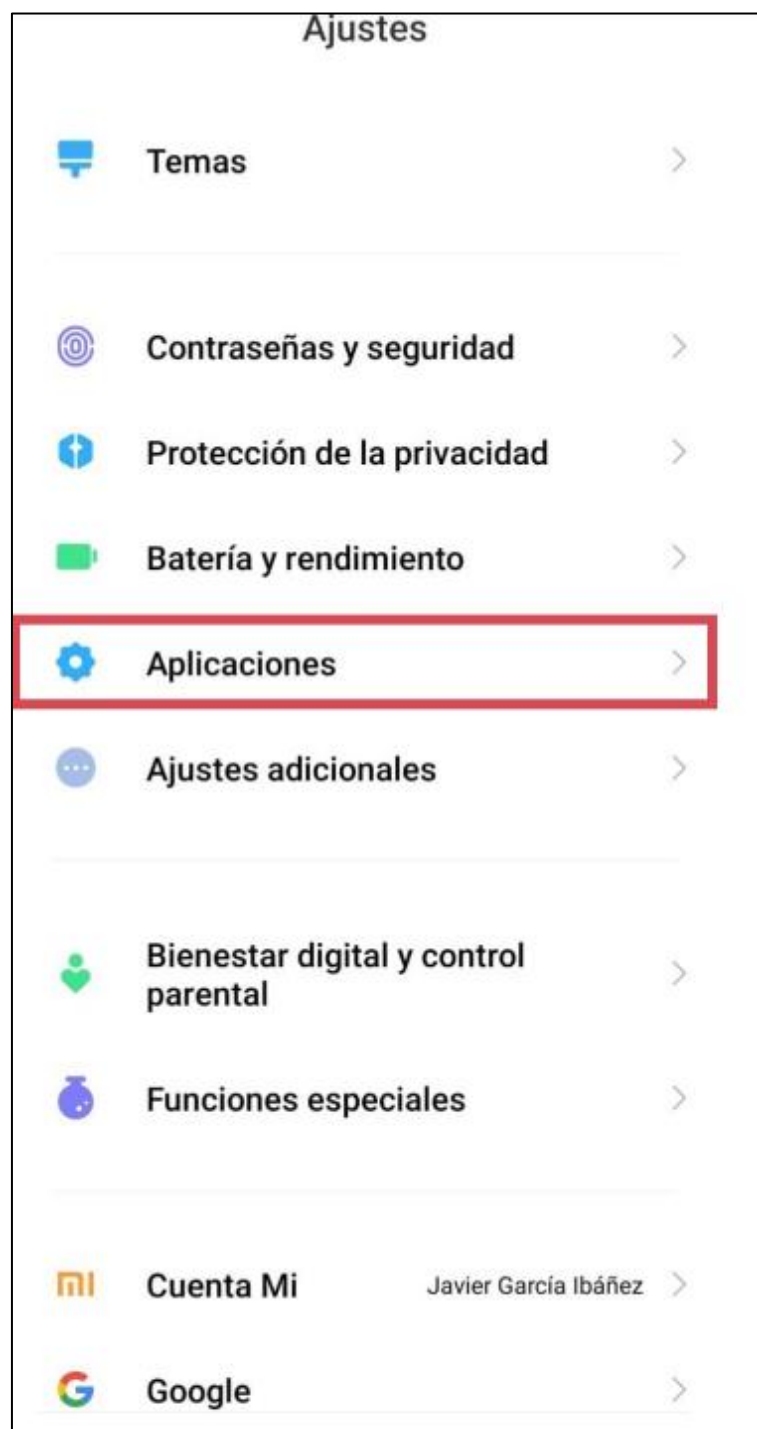 Ajustes
Temas
Contraseñas y seguridad
Protección de la privacidad
Batería y rendimiento
Aplicaciones
Ajustes adicionales
Bienestar digital y control
parental
Funciones especiales
Cuenta Mi Javier García Ibáñez
Google